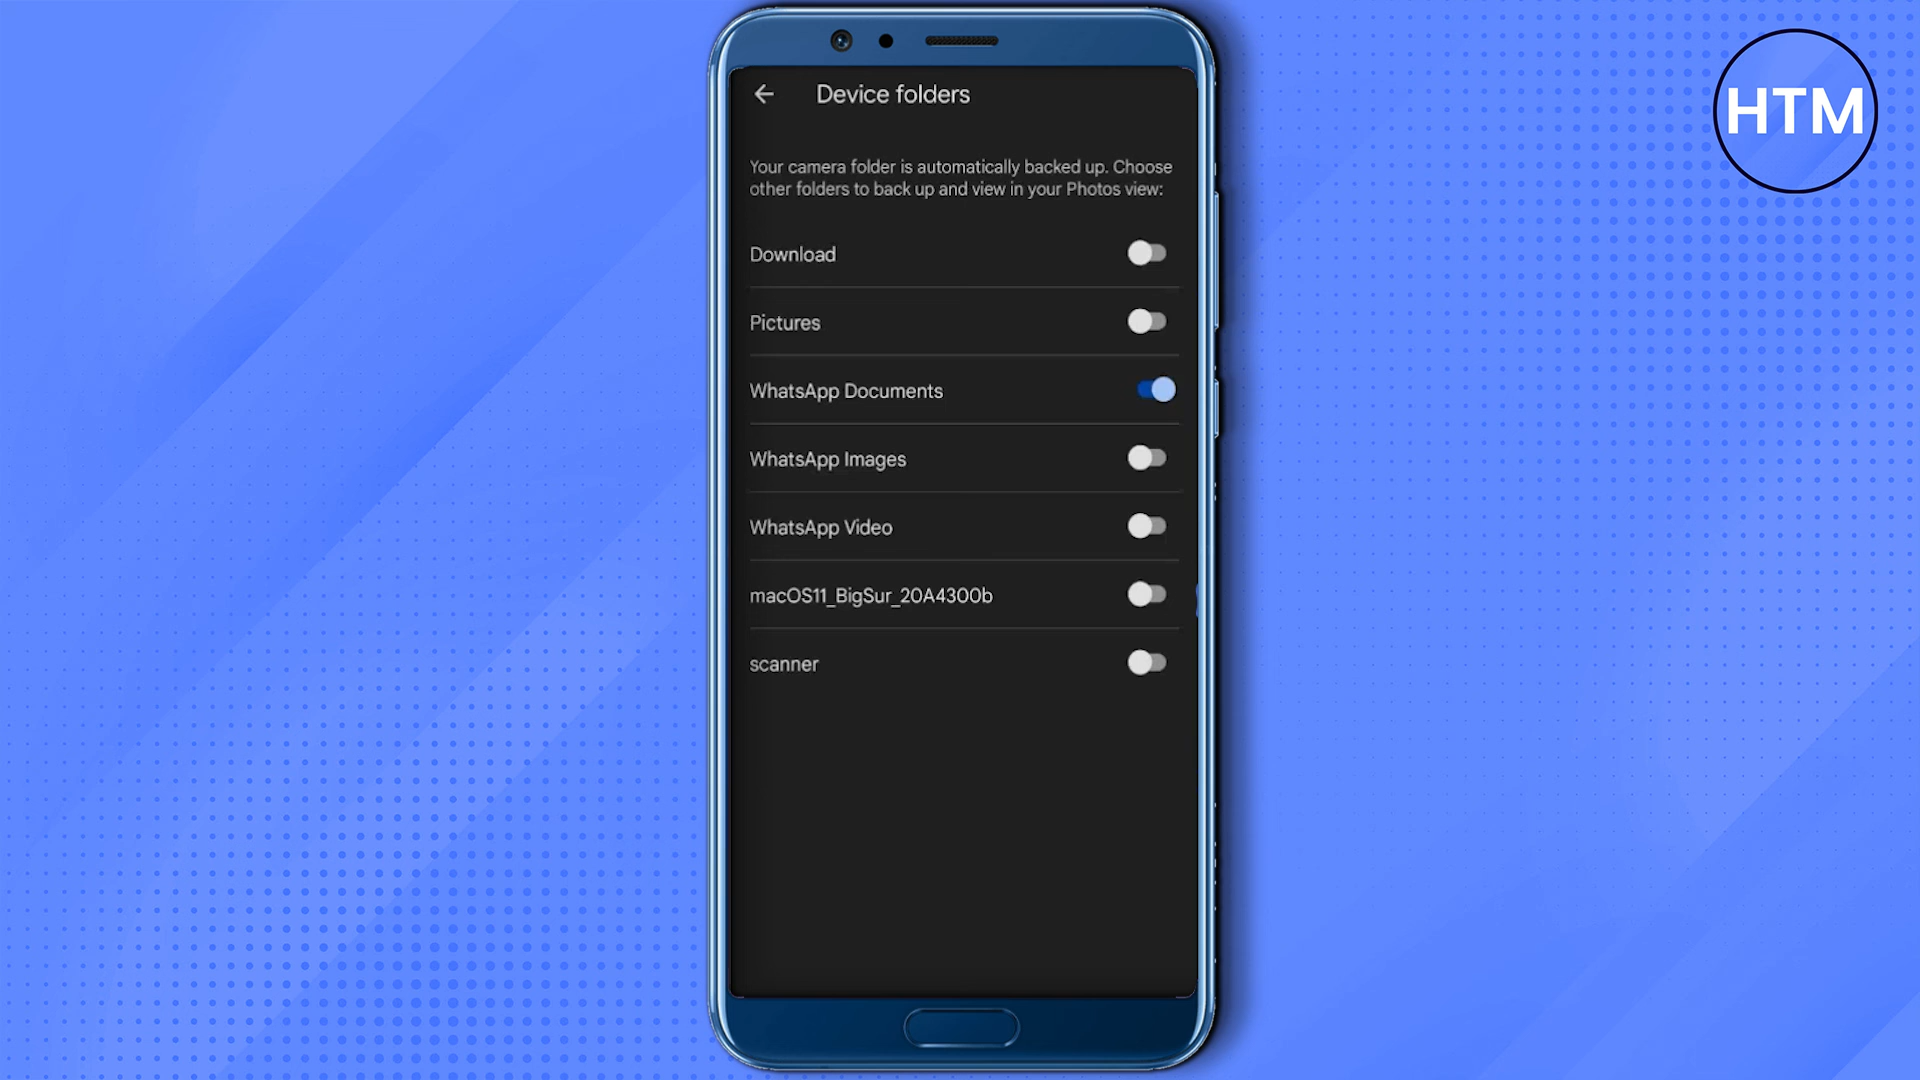 HTM
Device folders
Your camera folder is automatically backed up. Choose
other folders to back up and view in your Photos view:
Download
Pictures
WhatsApp Documents
WhatsApp Images
WhatsApp Video
macOS11_BigSur_20A4300b
scanner